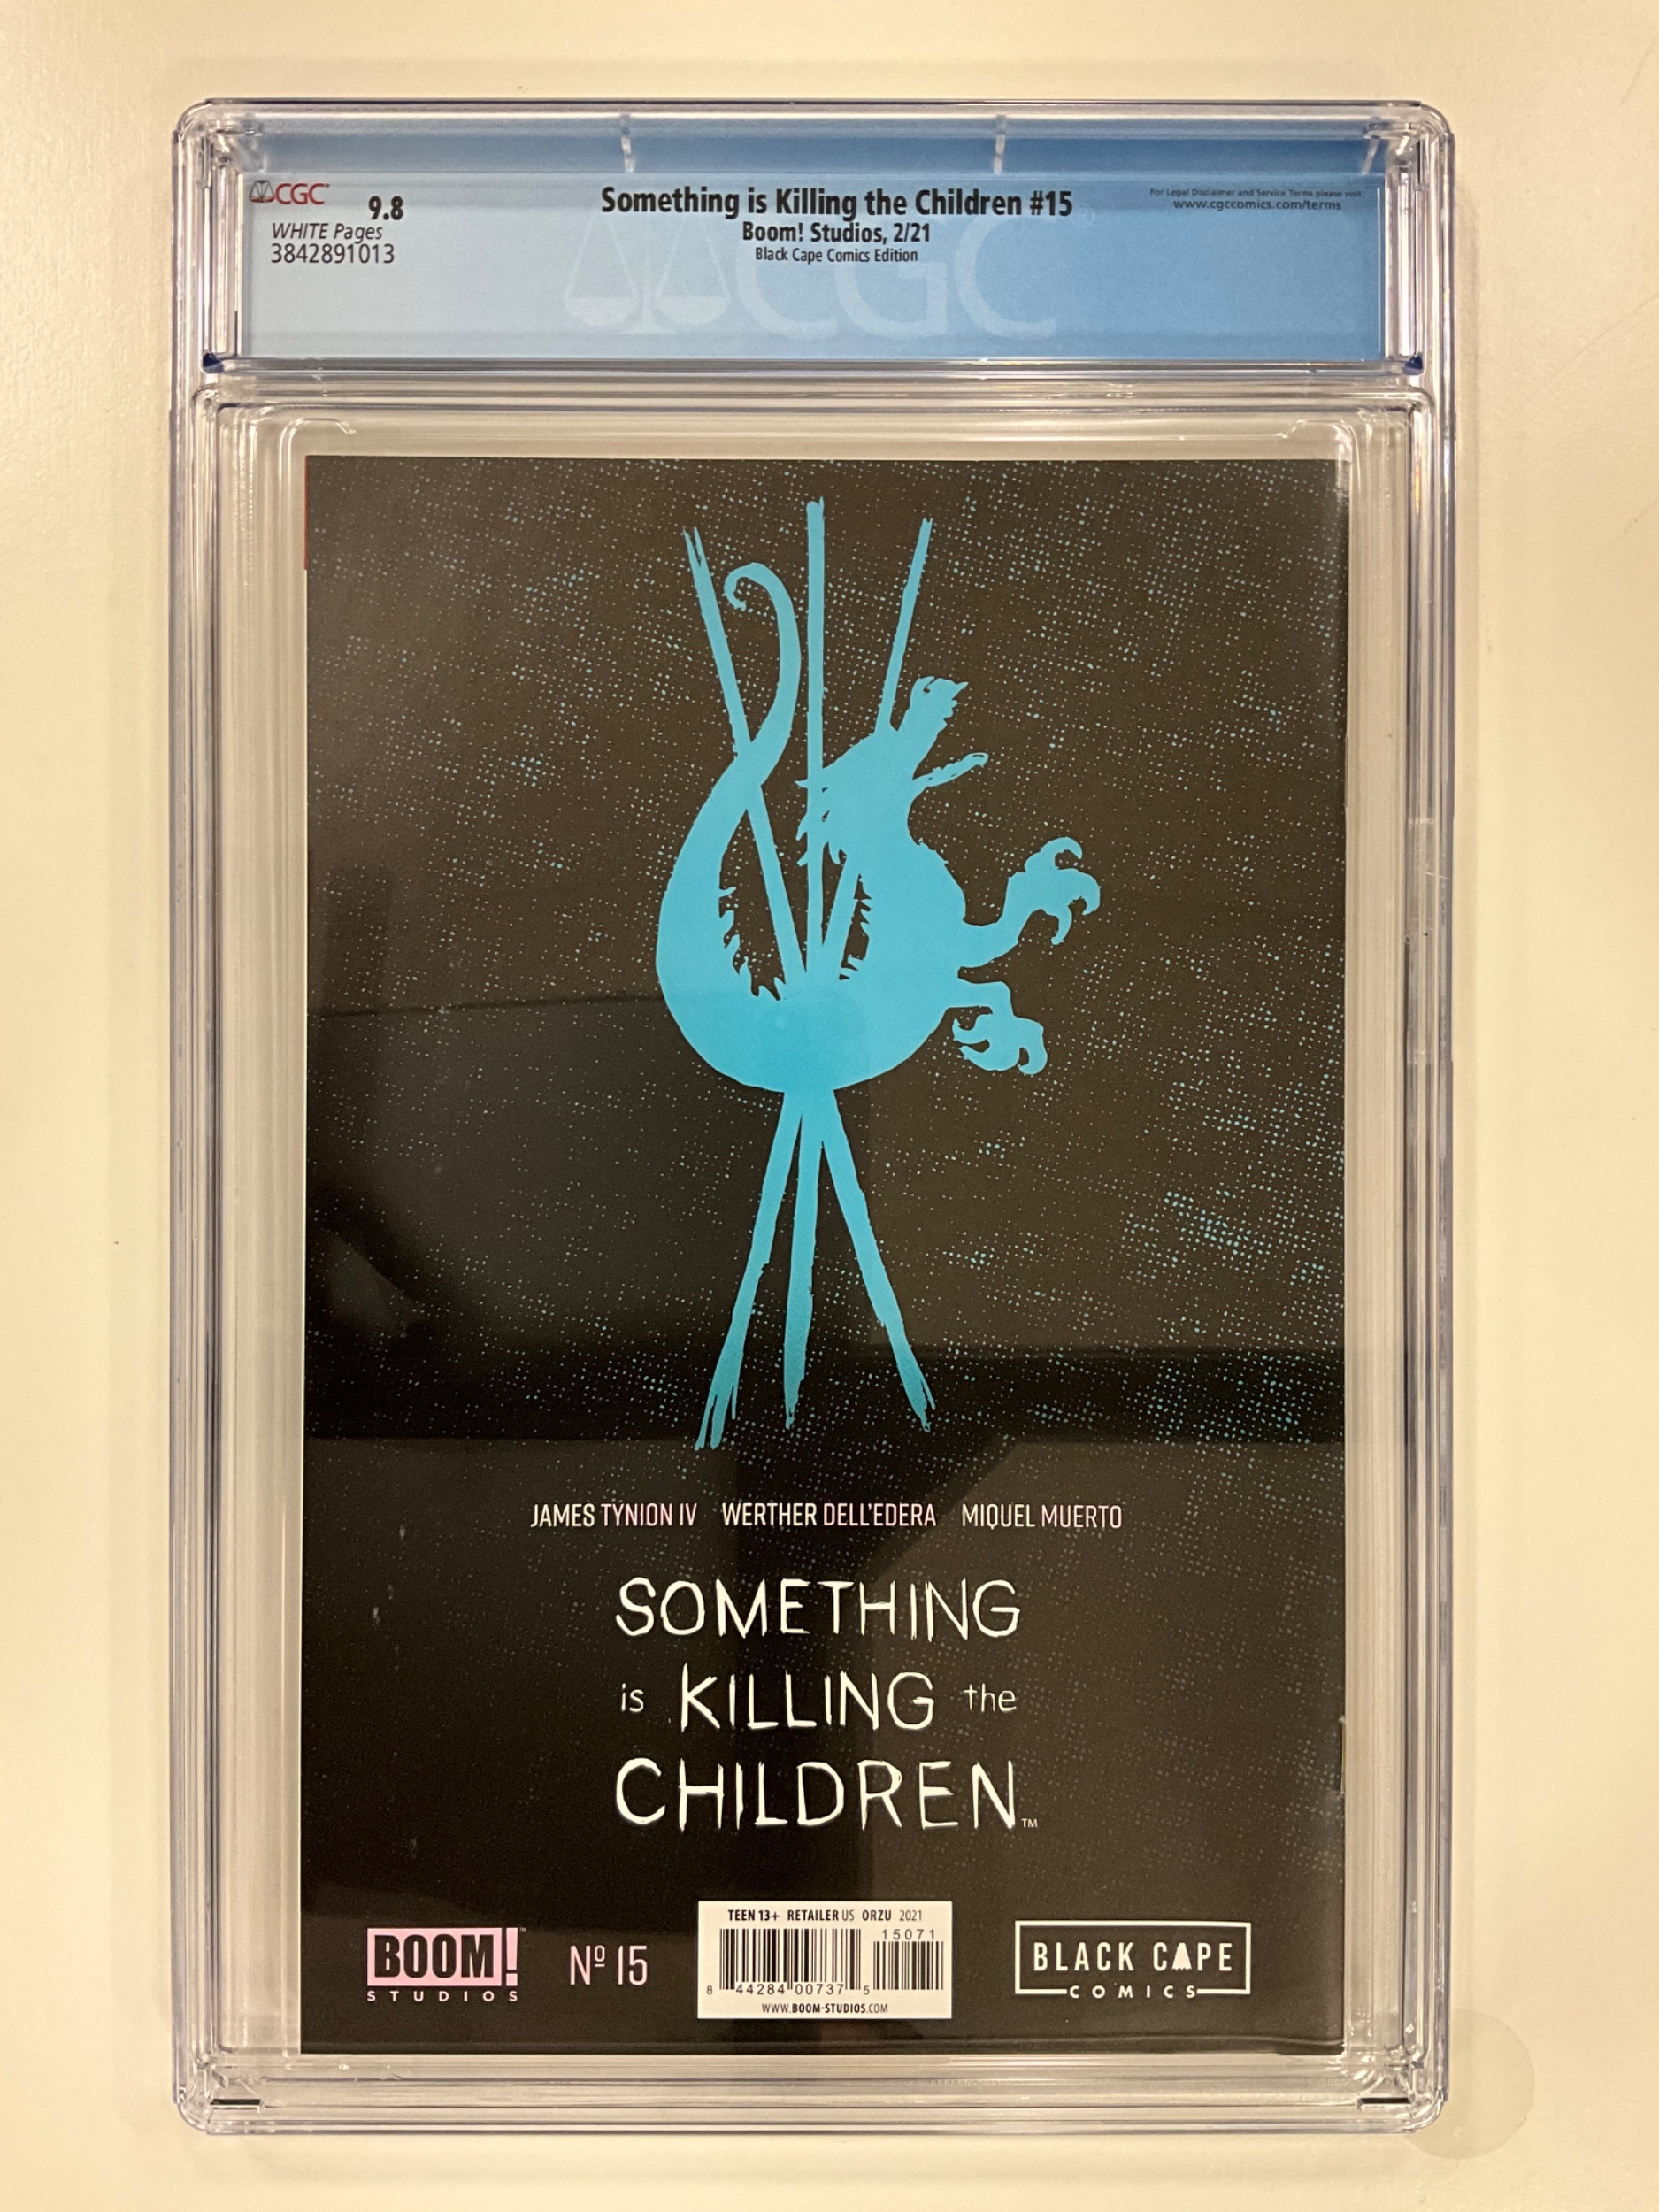 CGC
9.8
WHITE Pages
3842891013
Something is Killing the Children #15
Boom! Studios, 2/21
Black Cape Comics Edition
For Legal Disclaimer and Service Terms please visit:
www.cgccomics.com/terms
CGC
JAMES TYNION IV WERTHER DELL'EDERA MIQUEL MUERTO
SOMETHING
is KILLING the
CHILDREN™
BOOM!™
STUDIOS
Nº 15
TEEN 13+ RETAILER US ORZU 2021
15071
8 44284 00737 5
WWW.BOOM-STUDIOS.COM
BLACK CAPE
COMICS